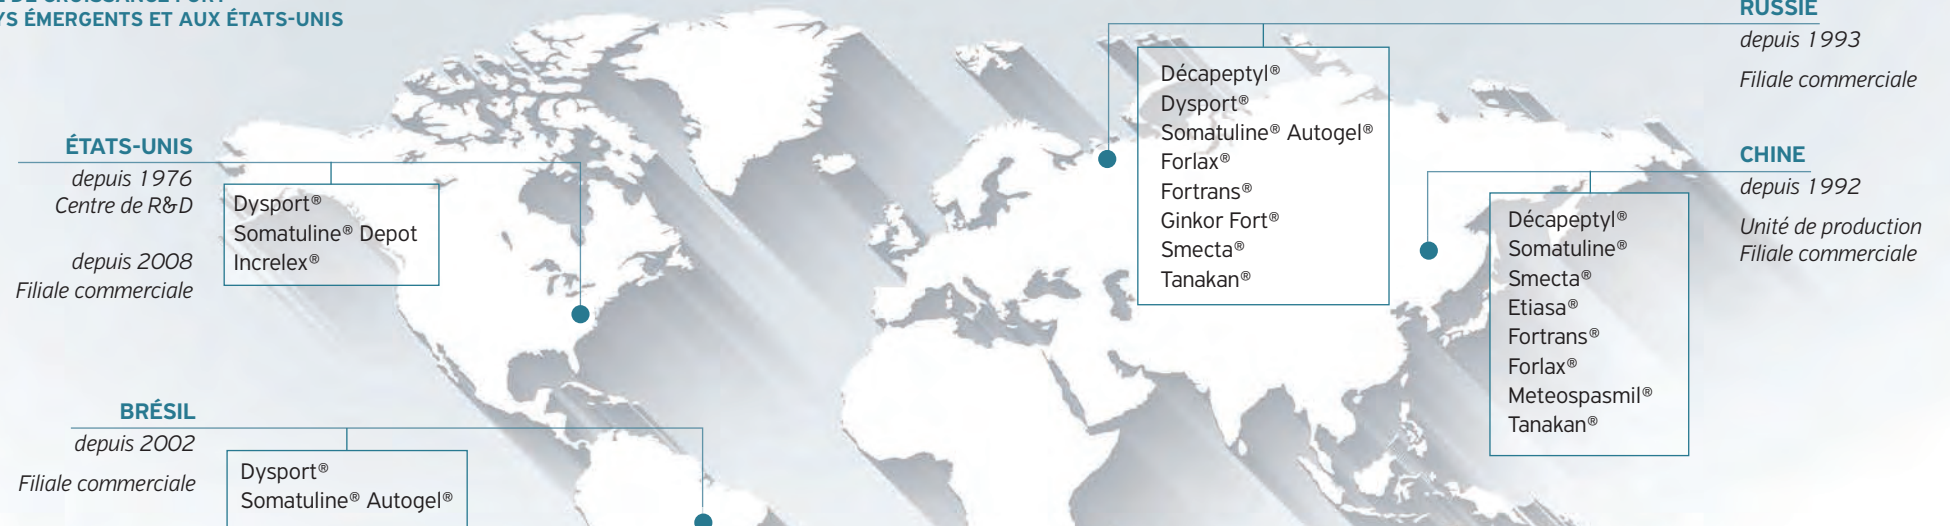 DE CROISSANCE FORT
YS ÉMERGENTS ET AUX ÉTATS-UNIS
ÉTATS-UNIS
depuis 1976
Centre de R&D
depuis 2008
Filiale commerciale
Dysport®
Somatuline® Depot
Increlex®
BRÉSIL
depuis 2002
Filiale commerciale
Dysport®
Somatuline® Autogel®
RUSSIE
depuis 1993
Filiale commerciale
Décapeptyl®
Dysport®
Somatuline® Autogel®
Forlax®
Fortrans®
Ginkor Fort®
Smecta®
Tanakan®
CHINE
depuis 1992
Unité de production
Filiale commerciale
Décapeptyl®
Somatuline®
Smecta®
Etiasa®
Fortrans®
Forlax®
Meteospasmil®
Tanakan®